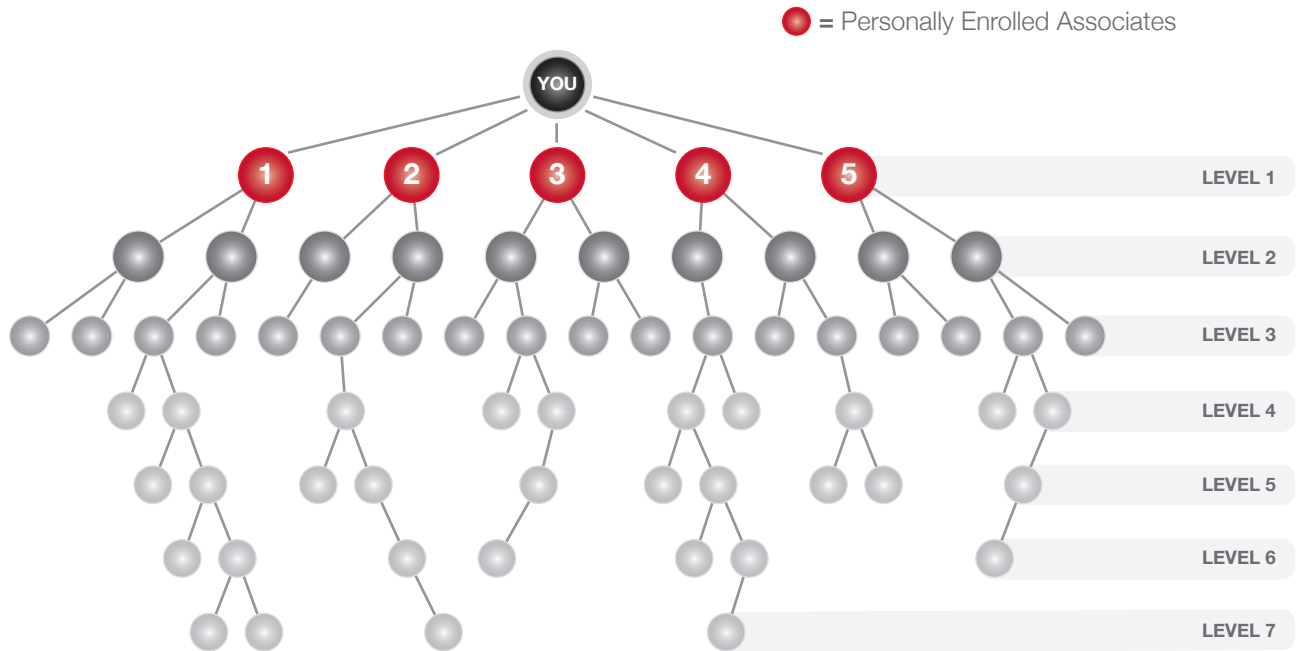 = Personally Enrolled Associates
YOU
1 2 3 4 5 LEVEL 1
LEVEL 2
LEVEL 3
LEVEL 4
LEVEL 5
LEVEL 6
LEVEL 7